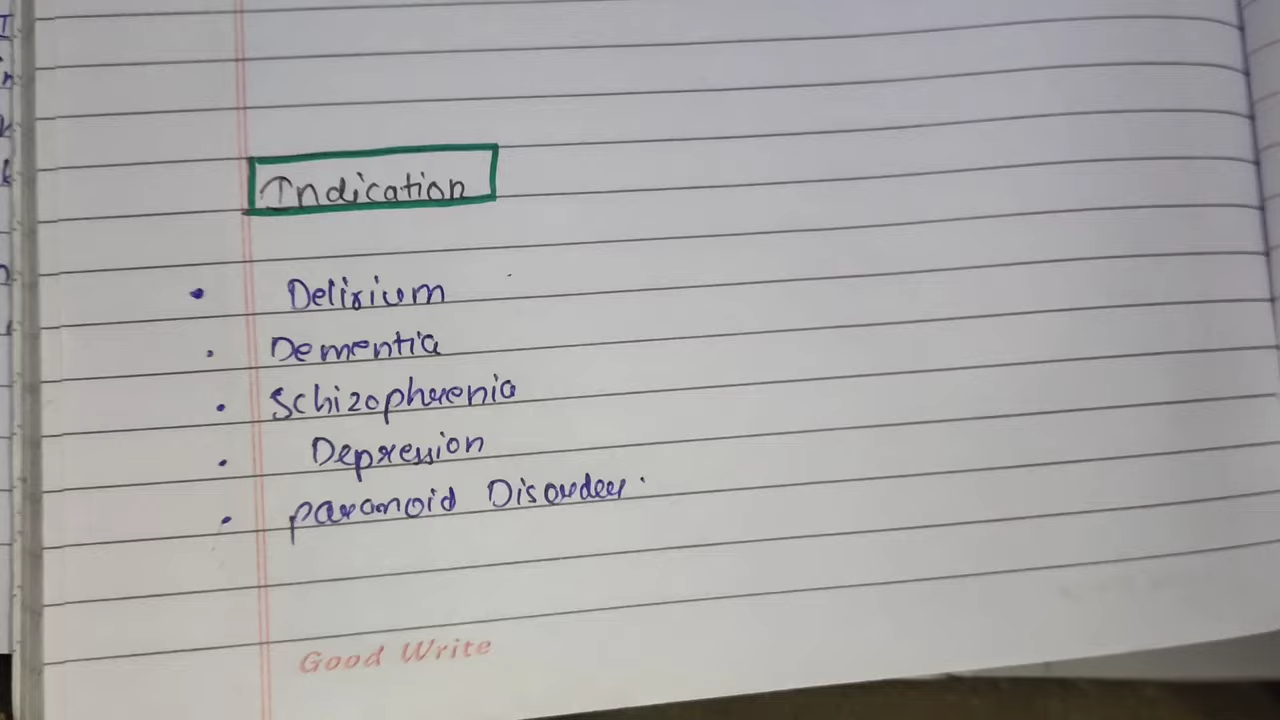 Indication
• Delirium
• Dementia
• Schizophrenia
• Depression
• paranoid Disorder.
Good Write